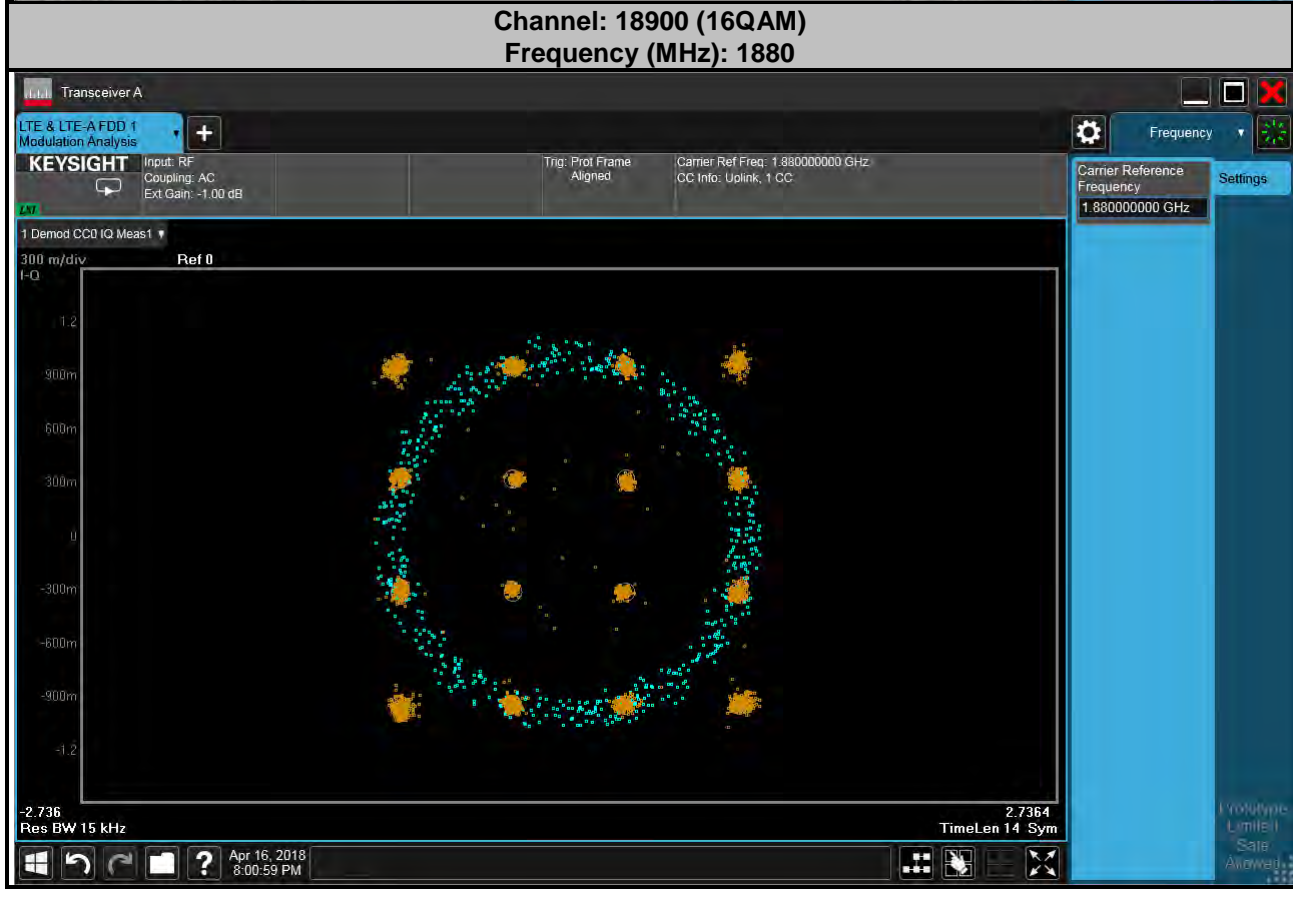 Channel: 18900 (16QAM)
Frequency (MHz): 1880
Transceiver A
LTE & LTE-A FDD 1
Modulation Analysis
+
Frequency
KEYSIGHT
Input: RF
Coupling: AC
Ext Gain: -1.00 dB
Trig: Prot Frame
Aligned
Carrier Ref Freq: 1.880000000 GHz
CC Info: Uplink, 1 CC
LXI
Carrier Reference
Frequency
1.880000000 GHz
Settings
1 Demod CC0 IQ Meas1
300 m/div
Ref 0
I-Q
1.2
900m
600m
300m
0
-300m
-600m
-900m
-1.2
-2.736
2.7364
Res BW 15 kHz
TimeLen 14 Sym
?
Apr 16, 2018
8:00:59 PM
Prototype
Limited
Sale
Allowed